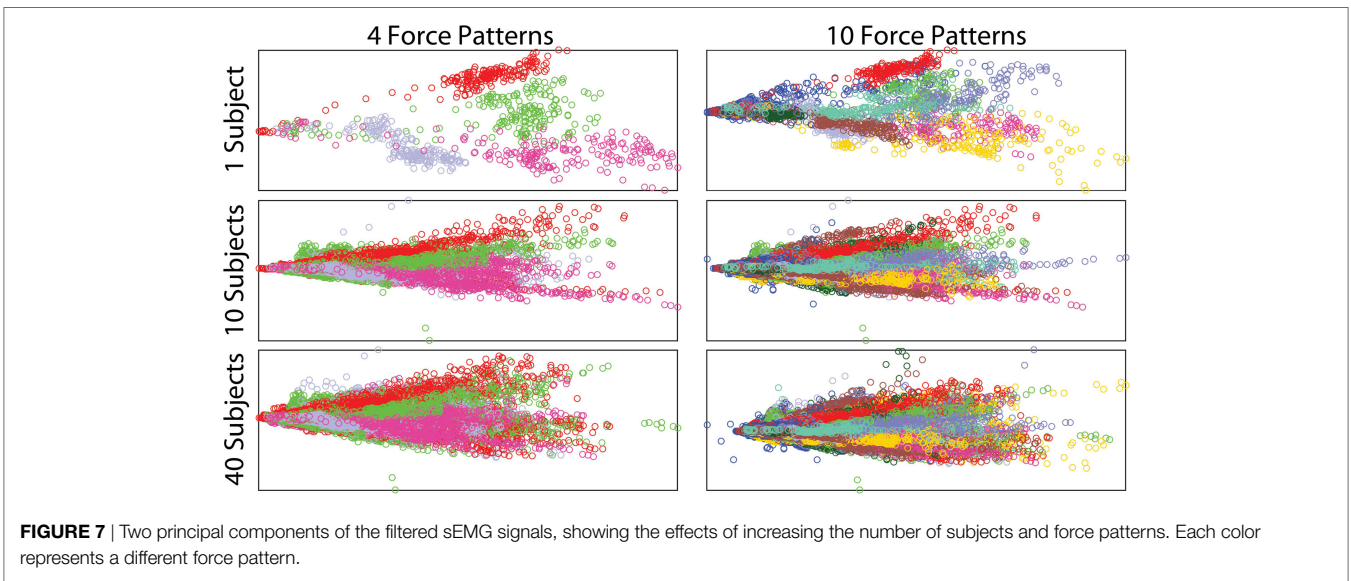 4 Force Patterns
10 Force Patterns
1 Subject
10 Subjects
40 Subjects
FIGURE 7 | Two principal components of the filtered sEMG signals, showing the effects of increasing the number of subjects and force patterns. Each color
represents a different force pattern.